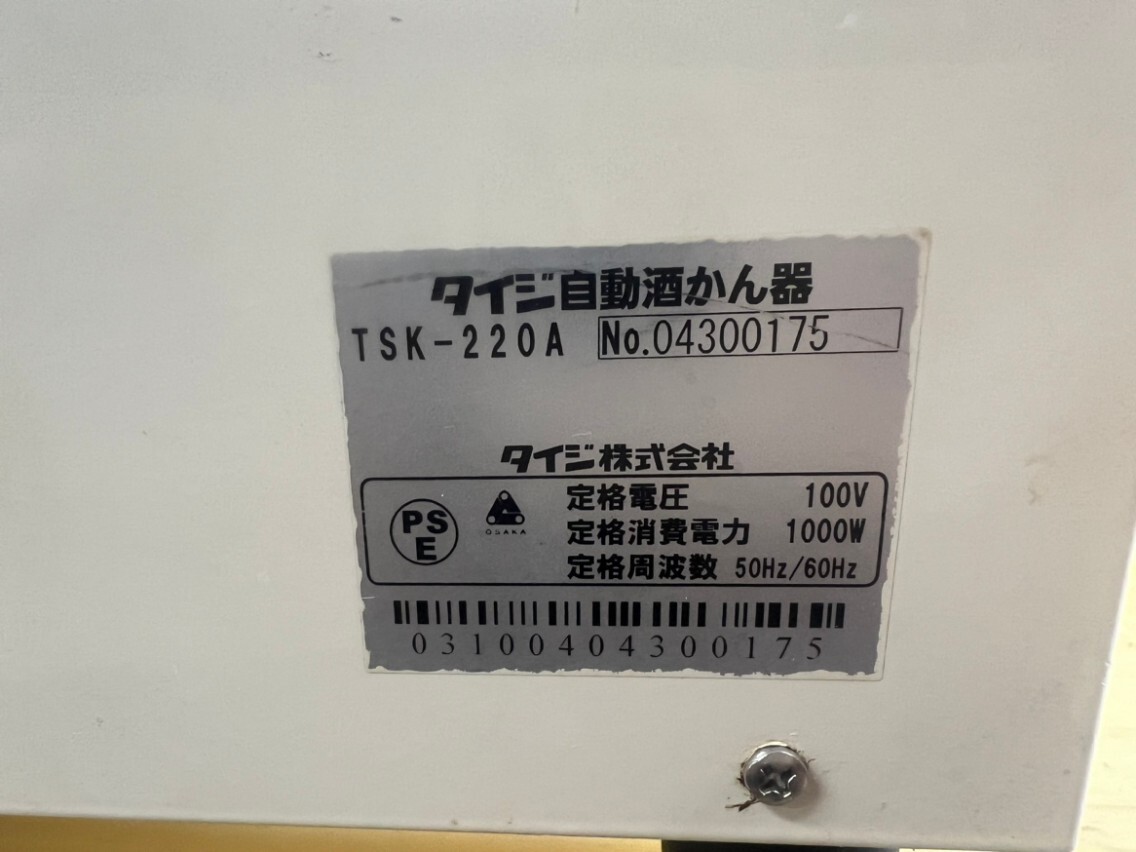 タイジ自動酒かん器
TSK-220A No.04300175
タイジ株式会社
PS
E
OSAKA
定格電圧 100V
定格消費電力 1000W
定格周波数 50Hz/60Hz
03100404300175